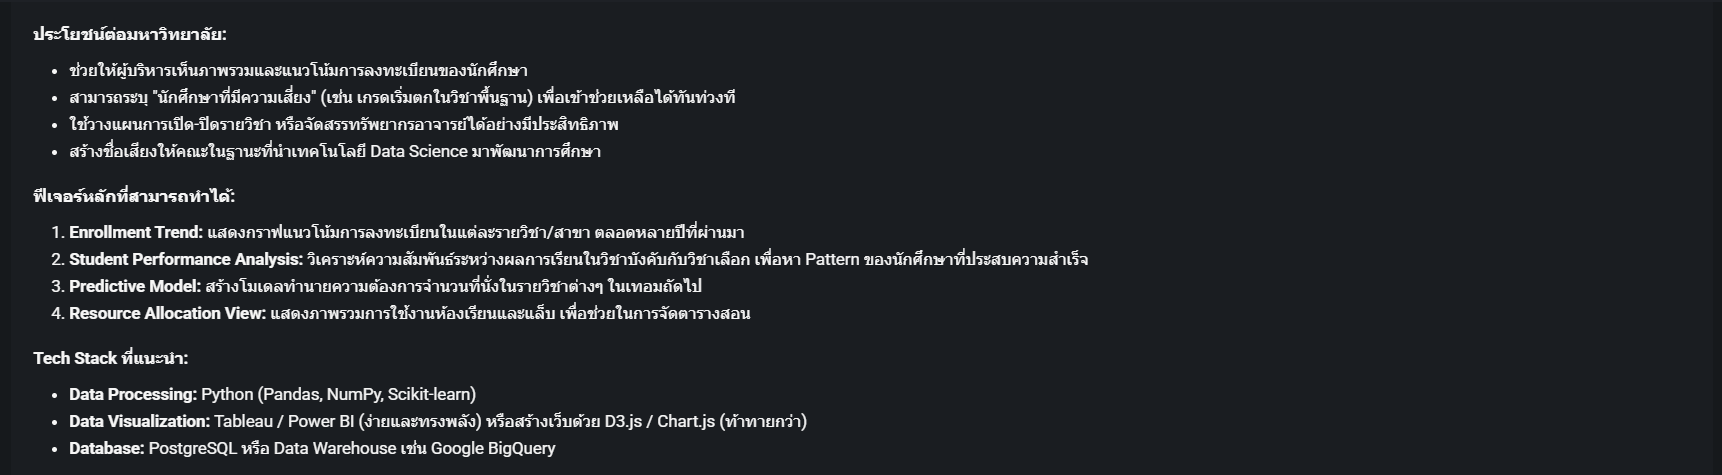 ประโยชน์ต่อมหาวิทยาลัย:
• ช่วยให้ผู้บริหารเห็นภาพรวมและแนวโน้มการลงทะเบียนของนักศึกษา
• สามารถระบุ "นักศึกษาที่มีความเสี่ยง" (เช่น เกรดเริ่มตกในวิชาพื้นฐาน) เพื่อเข้าช่วยเหลือได้ทันท่วงที
• ใช้วางแผนการเปิด-ปิดรายวิชา หรือจัดสรรทรัพยากรอาจารย์ได้อย่างมีประสิทธิภาพ
• สร้างชื่อเสียงให้คณะในฐานะที่นำเทคโนโลยี Data Science มาพัฒนาการศึกษา
ฟีเจอร์หลักที่สามารถทำได้:
1. Enrollment Trend: แสดงกราฟแนวโน้มการลงทะเบียนในแต่ละรายวิชา/สาขา ตลอดหลายปีที่ผ่านมา
2. Student Performance Analysis: วิเคราะห์ความสัมพันธ์ระหว่างผลการเรียนในวิชาบังคับกับวิชาเลือก เพื่อหา Pattern ของนักศึกษาที่ประสบความสำเร็จ
3. Predictive Model: สร้างโมเดลทำนายความต้องการจำนวนที่นั่งในรายวิชาต่างๆ ในเทอมถัดไป
4. Resource Allocation View: แสดงภาพรวมการใช้งานห้องเรียนและแล็บ เพื่อช่วยในการจัดตารางสอน
Tech Stack ที่แนะนำ:
• Data Processing: Python (Pandas, NumPy, Scikit-learn)
• Data Visualization: Tableau / Power BI (ง่ายและทรงพลัง) หรือสร้างเว็บด้วย D3.js / Chart.js (ท้าทายกว่า)
• Database: PostgreSQL หรือ Data Warehouse เช่น Google BigQuery